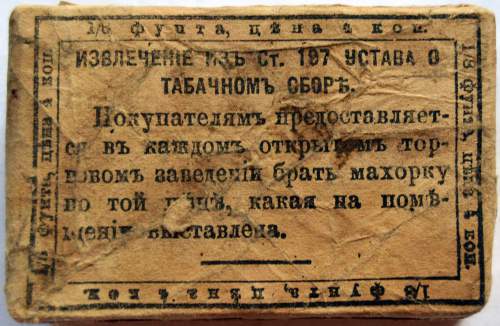 1/8 фунта, цѣна 4 коп.
ИЗВЛЕЧЕНІЕ ИЗЪ СТ. 197 УСТАВА О
ТАБАЧНОМЪ СБОРѢ.
Покупателямъ предоставляет-
ся въ каждомъ открытомъ тор-
говомъ заведеніи брать махорку
по той цѣнѣ, какая на помѣ-
щеніи выставлена.
1/8 фунта, цѣна 4 коп.
1/8 фунта, цѣна 4 коп.
1/8 фунта, цѣна 4 коп.